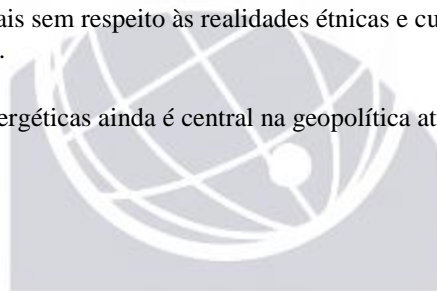 ais sem respeito às realidades étnicas e cu
.
ergéticas ainda é central na geopolítica at